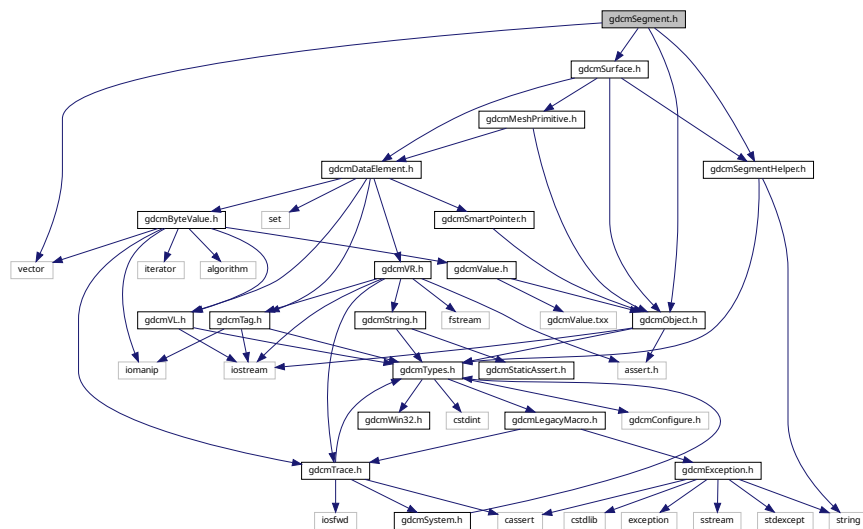 gdcmSegment.h
gdcmSurface.h
gdcmMeshPrimitive.h
gdcmDataElement.h
gdcmSegmentHelper.h
gdcmByteValue.h
set
gdcmSmartPointer.h
vector
iterator
algorithm
gdcmVR.h
gdcmValue.h
gdcmVL.h
gdcmTag.h
gdcmString.h
fstream
gdcmValue.txx
gdcmObject.h
iomanip
iostream
gdcmTypes.h
gdcmStaticAssert.h
assert.h
gdcmWin32.h
cstdint
gdcmLegacyMacro.h
gdcmConfigure.h
gdcmTrace.h
gdcmException.h
iosfwd
gdcmSystem.h
cassert
cstdlib
exception
sstream
stdexcept
string